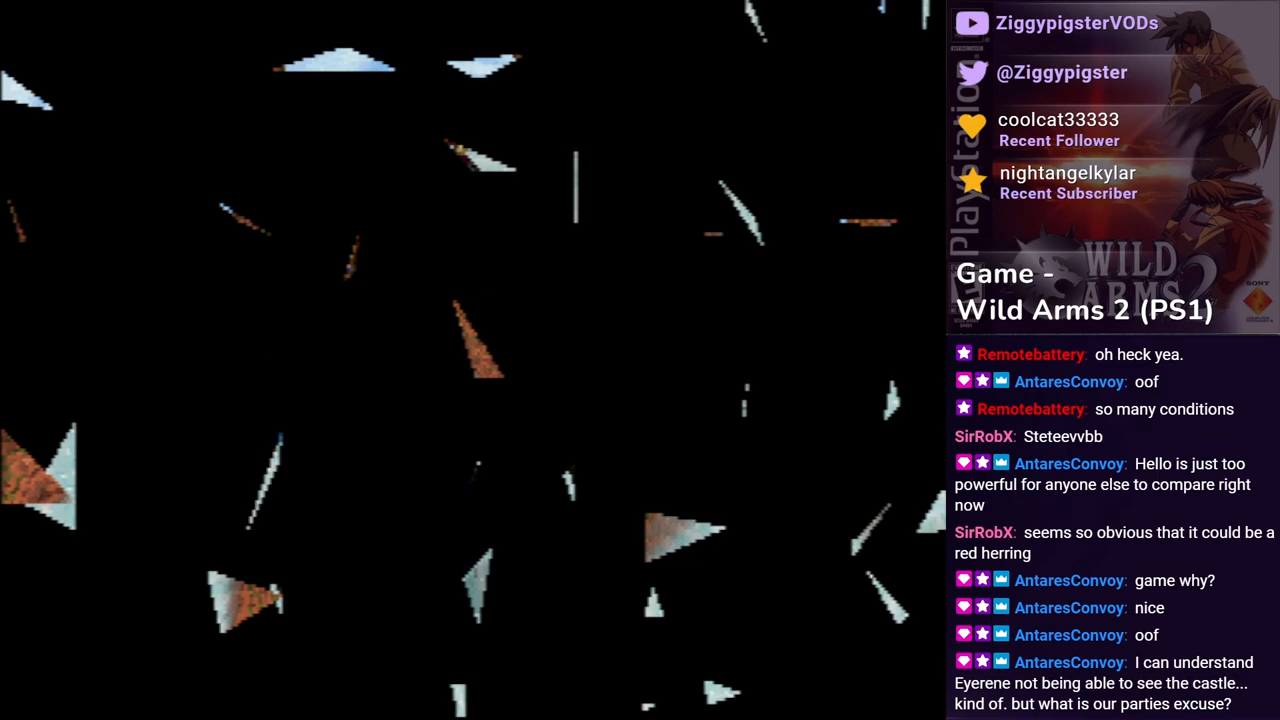 ZiggypigsterVODs
@Ziggypigster
coolcat33333
Recent Follower
nightangelkylar
Recent Subscriber
PlayStation
WILD
ARMS 2
SONY
Game -
Wild Arms 2 (PS1)
Remotebattery: oh heck yea.
AntaresConvoy: oof
Remotebattery: so many conditions
SirRobX: Steteevvbb
AntaresConvoy: Hello is just too
powerful for anyone else to compare right
now
SirRobX: seems so obvious that it could be a
red herring
AntaresConvoy: game why?
AntaresConvoy: nice
AntaresConvoy: oof
AntaresConvoy: I can understand
Eyerene not being able to see the castle...
kind of. but what is our parties excuse?